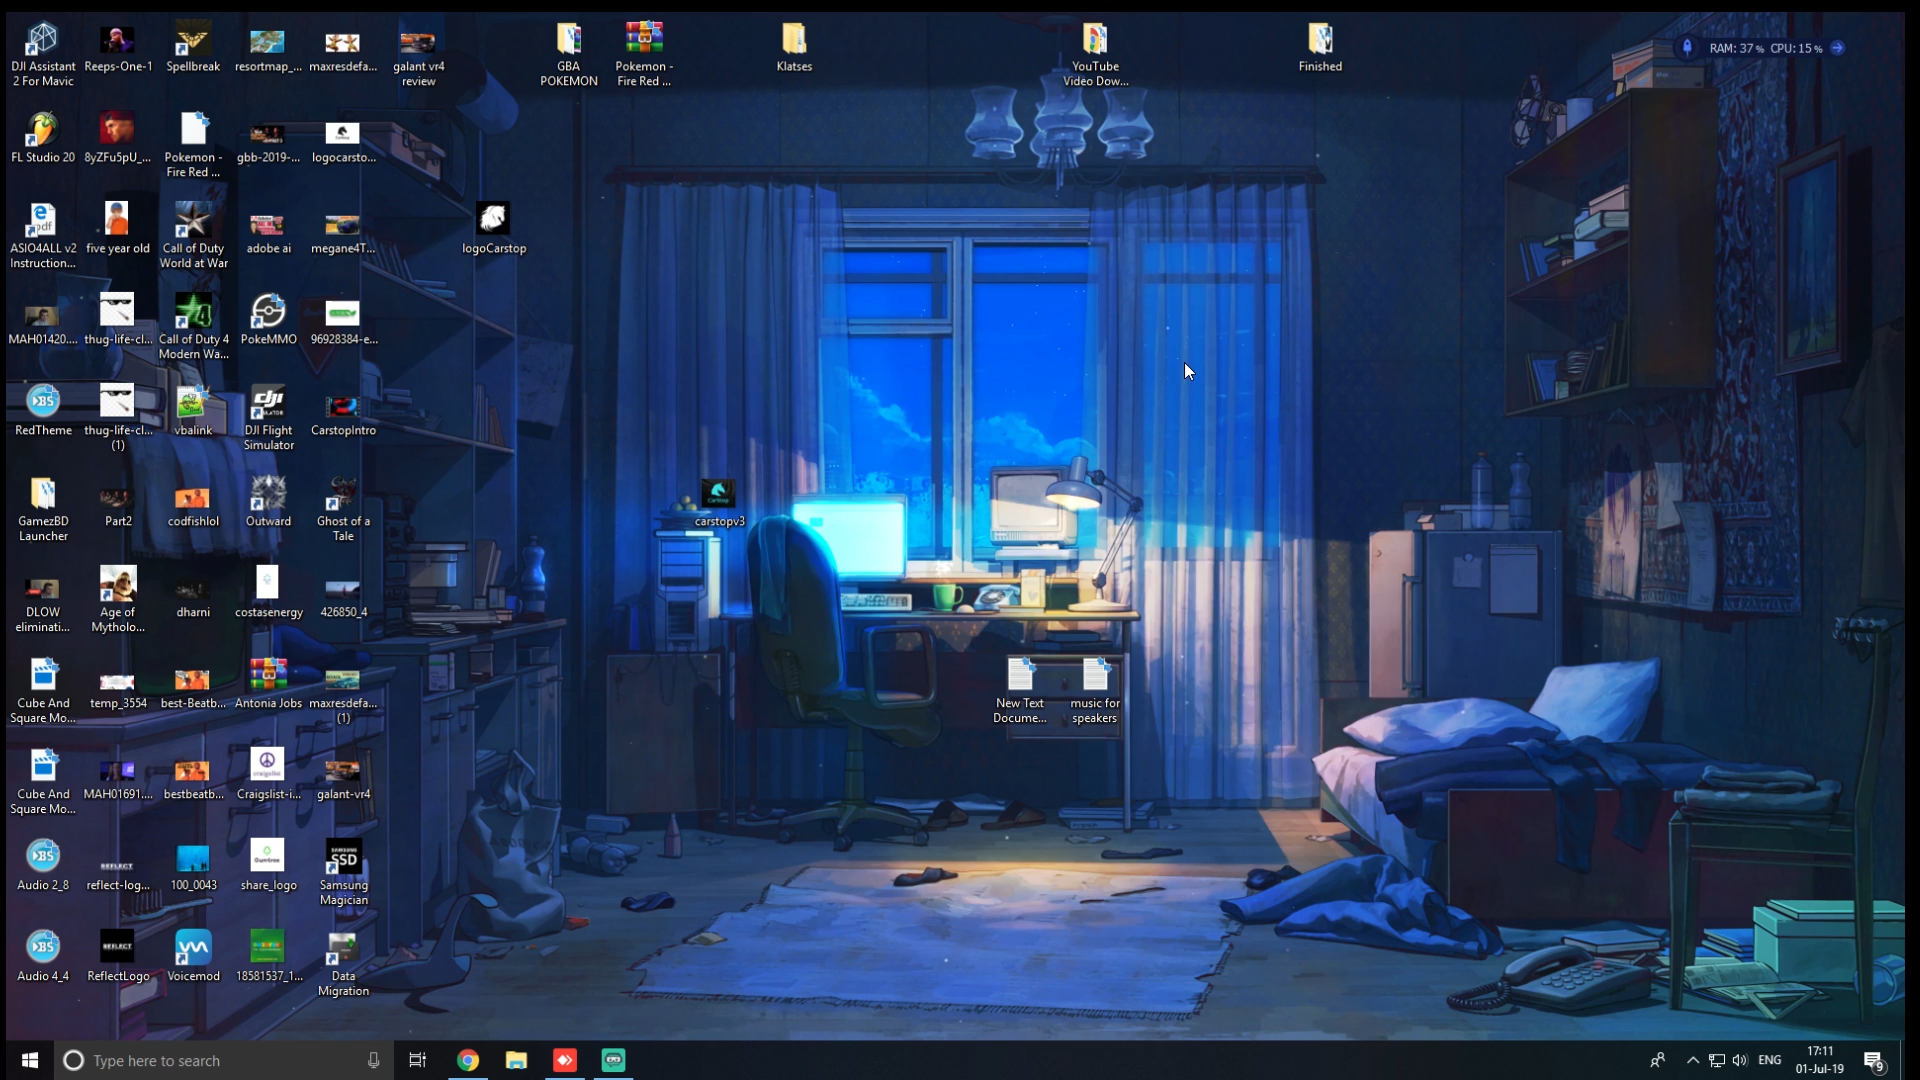 DJI Assistant
2 For Mavic
Reeps-One-1
Spellbreak
resortmap_...
maxresdefa...
galant vr4
review
GBA
POKEMON
Pokemon -
Fire Red ...
Klatses
YouTube
Video Dow...
Finished
RAM: 37 % CPU: 15 %
FL Studio 20
8yZFu5pU_...
Pokemon -
Fire Red ...
gbb-2019-...
logocarsto...
ASIO4ALL v2
Instruction...
five year old
Call of Duty
World at War
adobe ai
megane4T...
logoCarstop
MAH01420....
thug-life-cl...
Call of Duty 4
Modern Wa...
PokeMMO
96928384-e...
RedTheme
thug-life-cl...
(1)
vbalink
DJI Flight
Simulator
CarstopIntro
GamezBD
Launcher
Part2
codfishlol
Outward
Ghost of a
Tale
carstopv3
DLOW
eliminati...
Age of
Mytholo...
dharni
costasenergy
426850_4
Cube And
Square Mo...
temp_3554
best-Beatb...
Antonia Jobs
maxresdefa...
(1)
New Text
Docume...
music for
speakers
Cube And
Square Mo...
MAH01691....
bestbeatb...
Craigslist-i...
galant-vr4
Audio 2_8
reflect-log...
100_0043
share_logo
SAMSUNG
SSD
Samsung
Magician
Audio 4_4
REFLECT
ReflectLogo
Voicemod
18581537_1...
Data
Migration
Type here to search
ENG
17:11
01-Jul-19
9